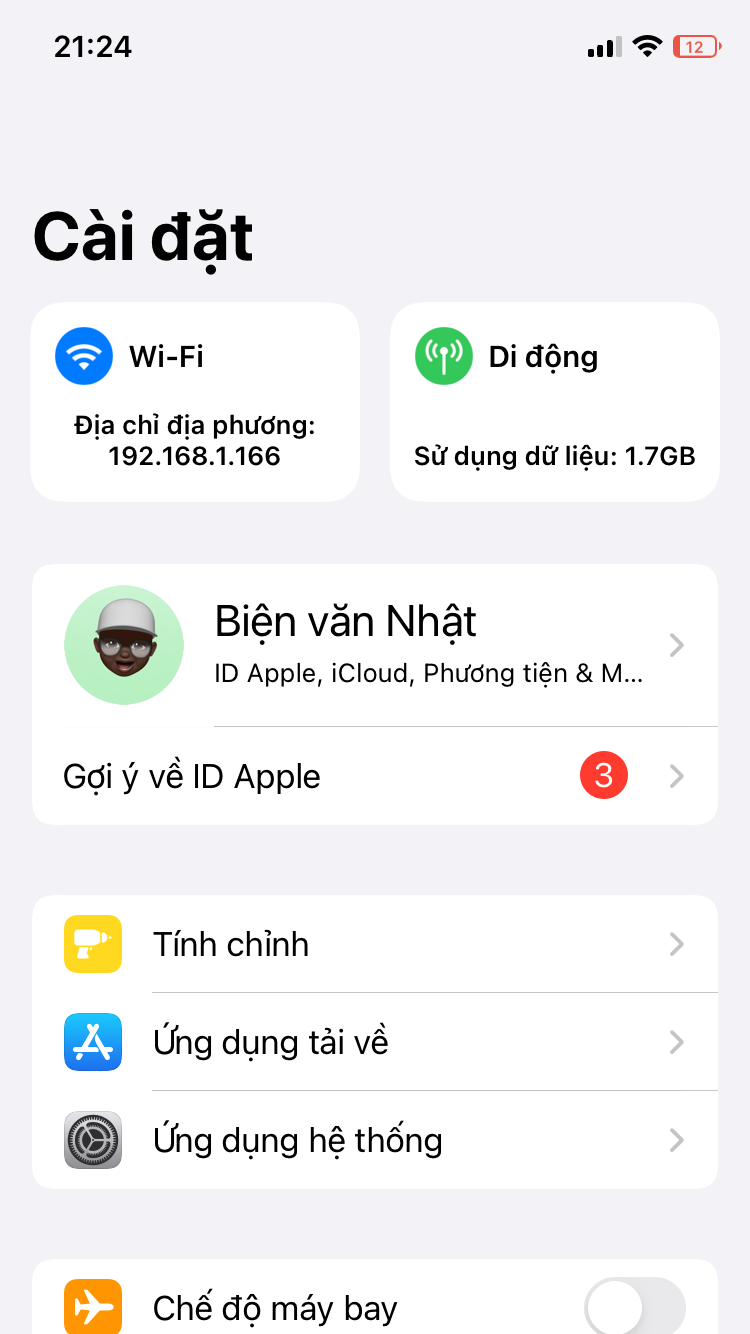 21:24
12
Cài đặt
Wi-Fi
Địa chỉ địa phương:
192.168.1.166
Di động
Sử dụng dữ liệu: 1.7GB
Biện văn Nhật
ID Apple, iCloud, Phương tiện & M...
Gợi ý về ID Apple
3
Tính chỉnh
Ứng dụng tải về
Ứng dụng hệ thống
Chế độ máy bay